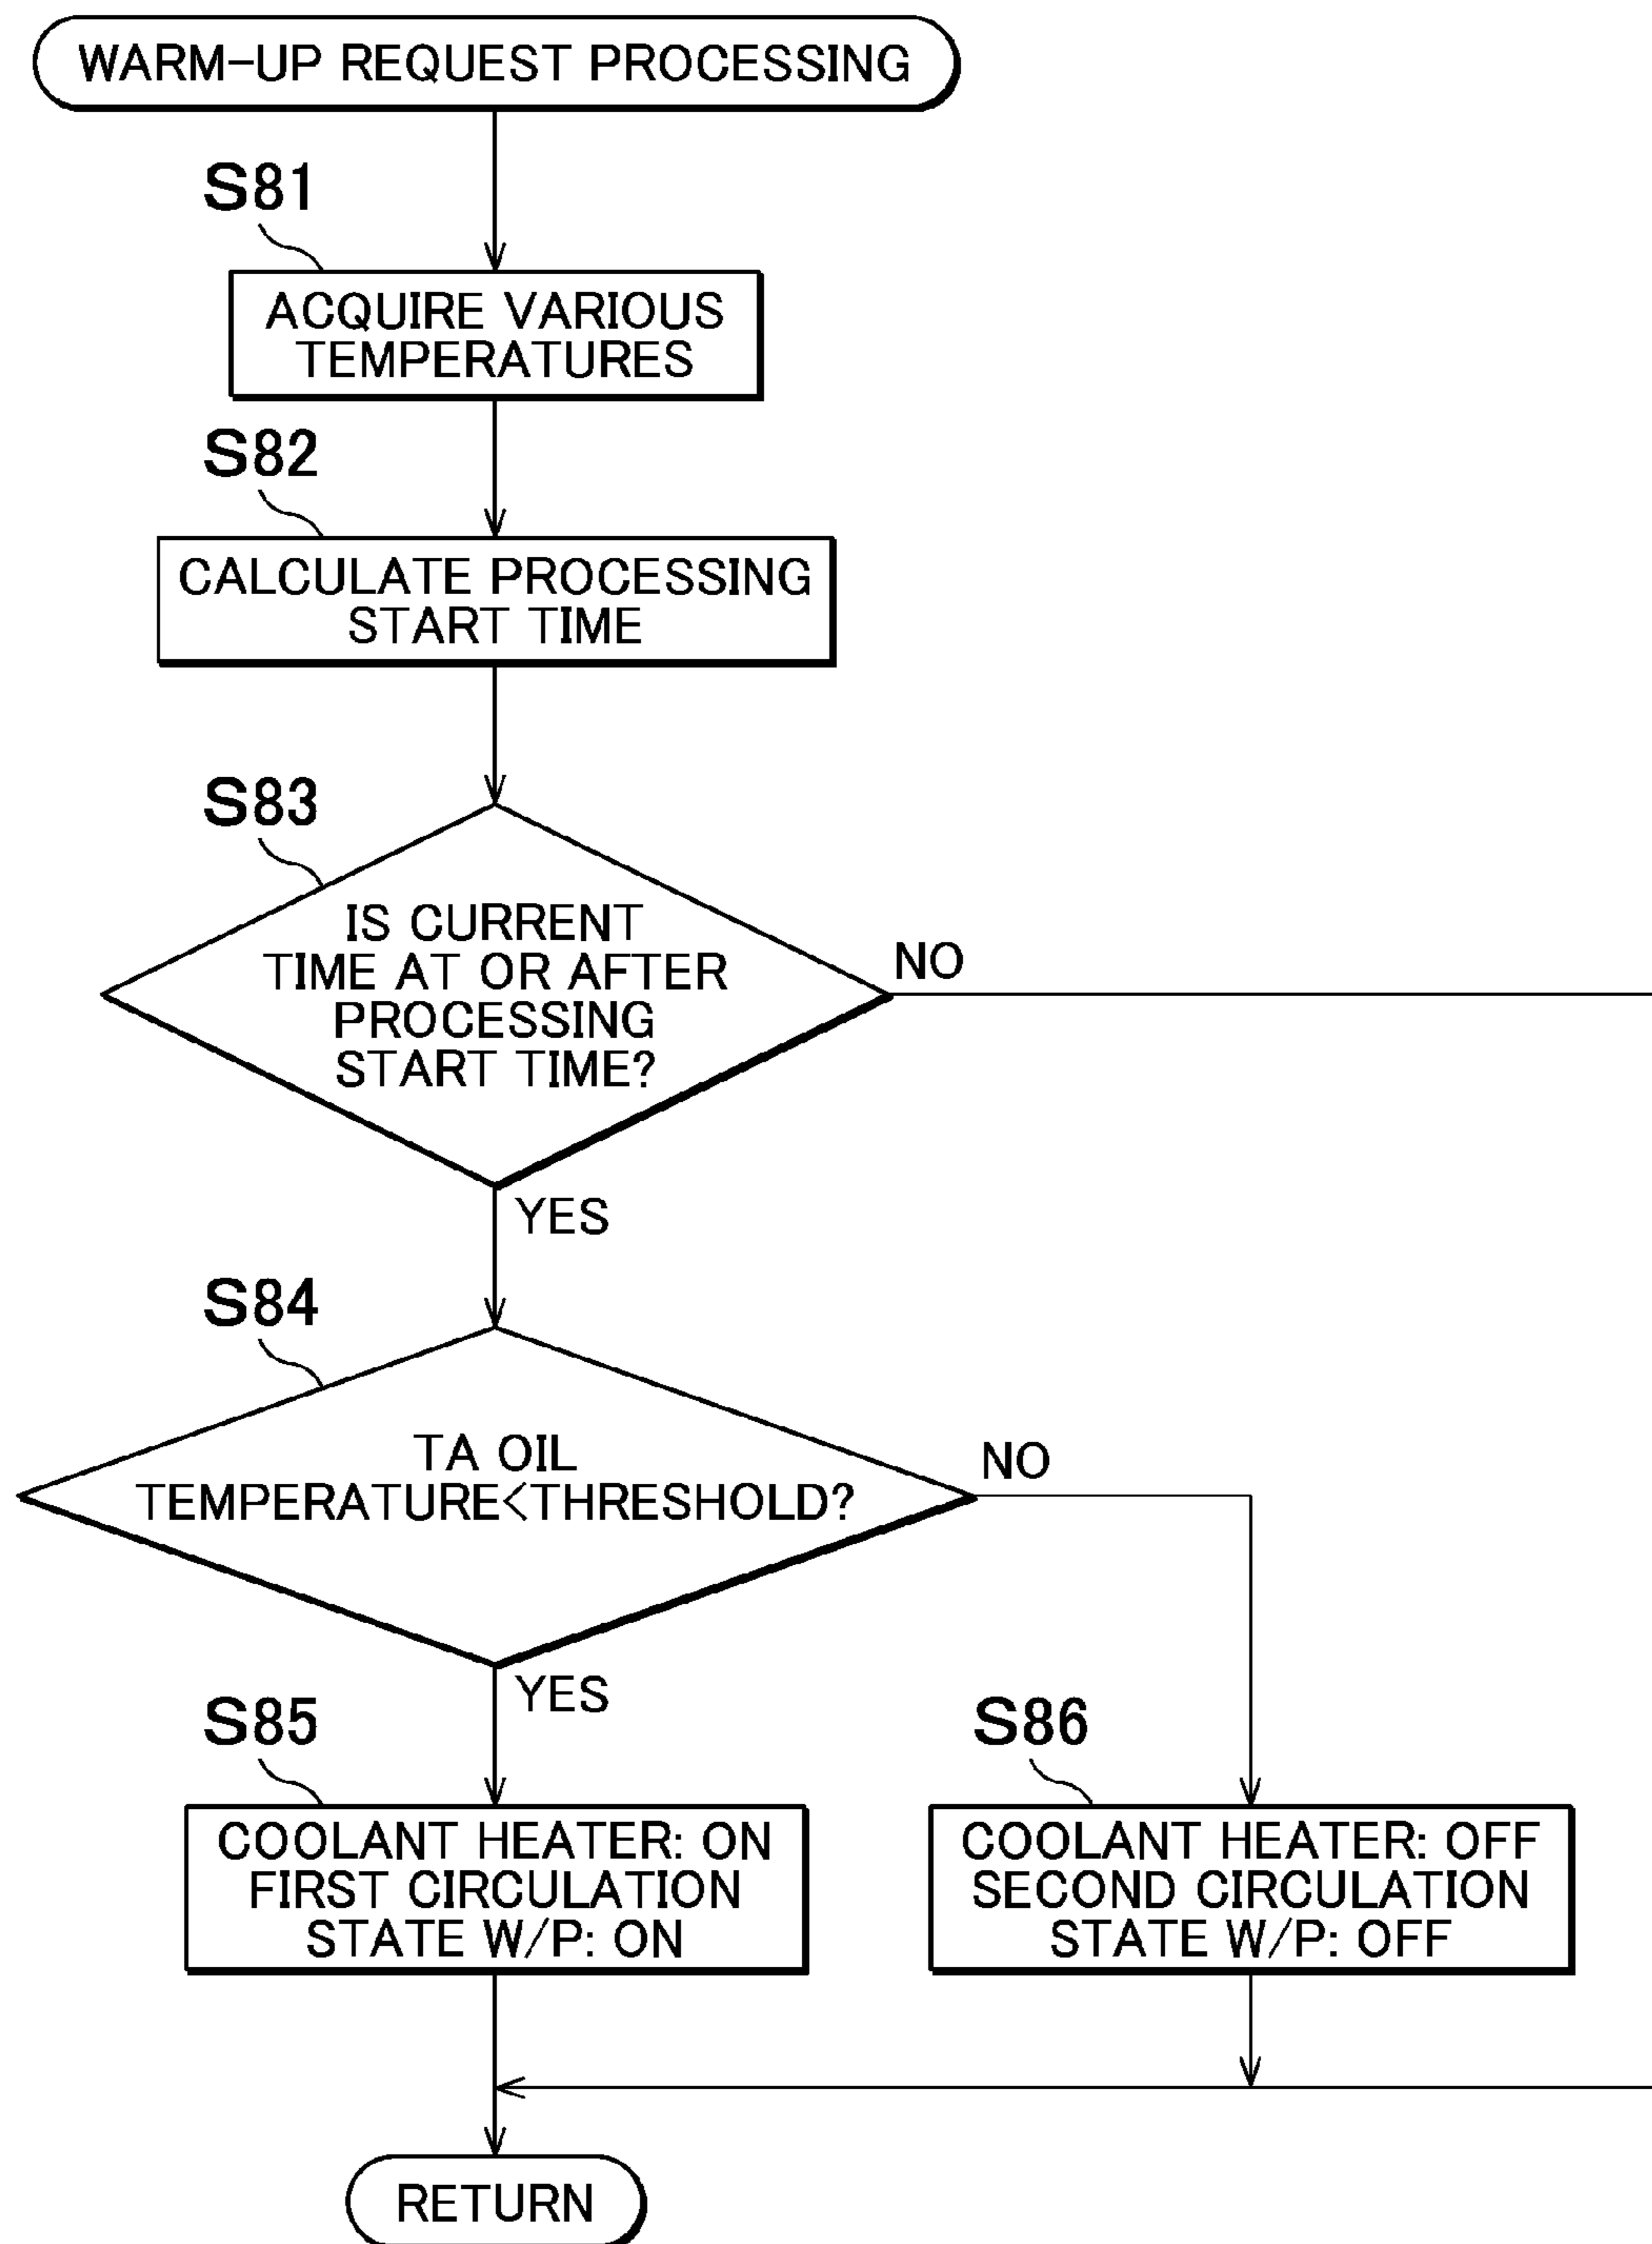 WARM-UP REQUEST PROCESSING
S81
ACQUIRE VARIOUS
TEMPERATURES
S82
CALCULATE PROCESSING
START TIME
S83
IS CURRENT
TIME AT OR AFTER
PROCESSING
START TIME?
NO
YES
S84
TA OIL
TEMPERATURE<THRESHOLD?
NO
YES
S85
COOLANT HEATER: ON
FIRST CIRCULATION
STATE W/P: ON
S86
COOLANT HEATER: OFF
SECOND CIRCULATION
STATE W/P: OFF
RETURN